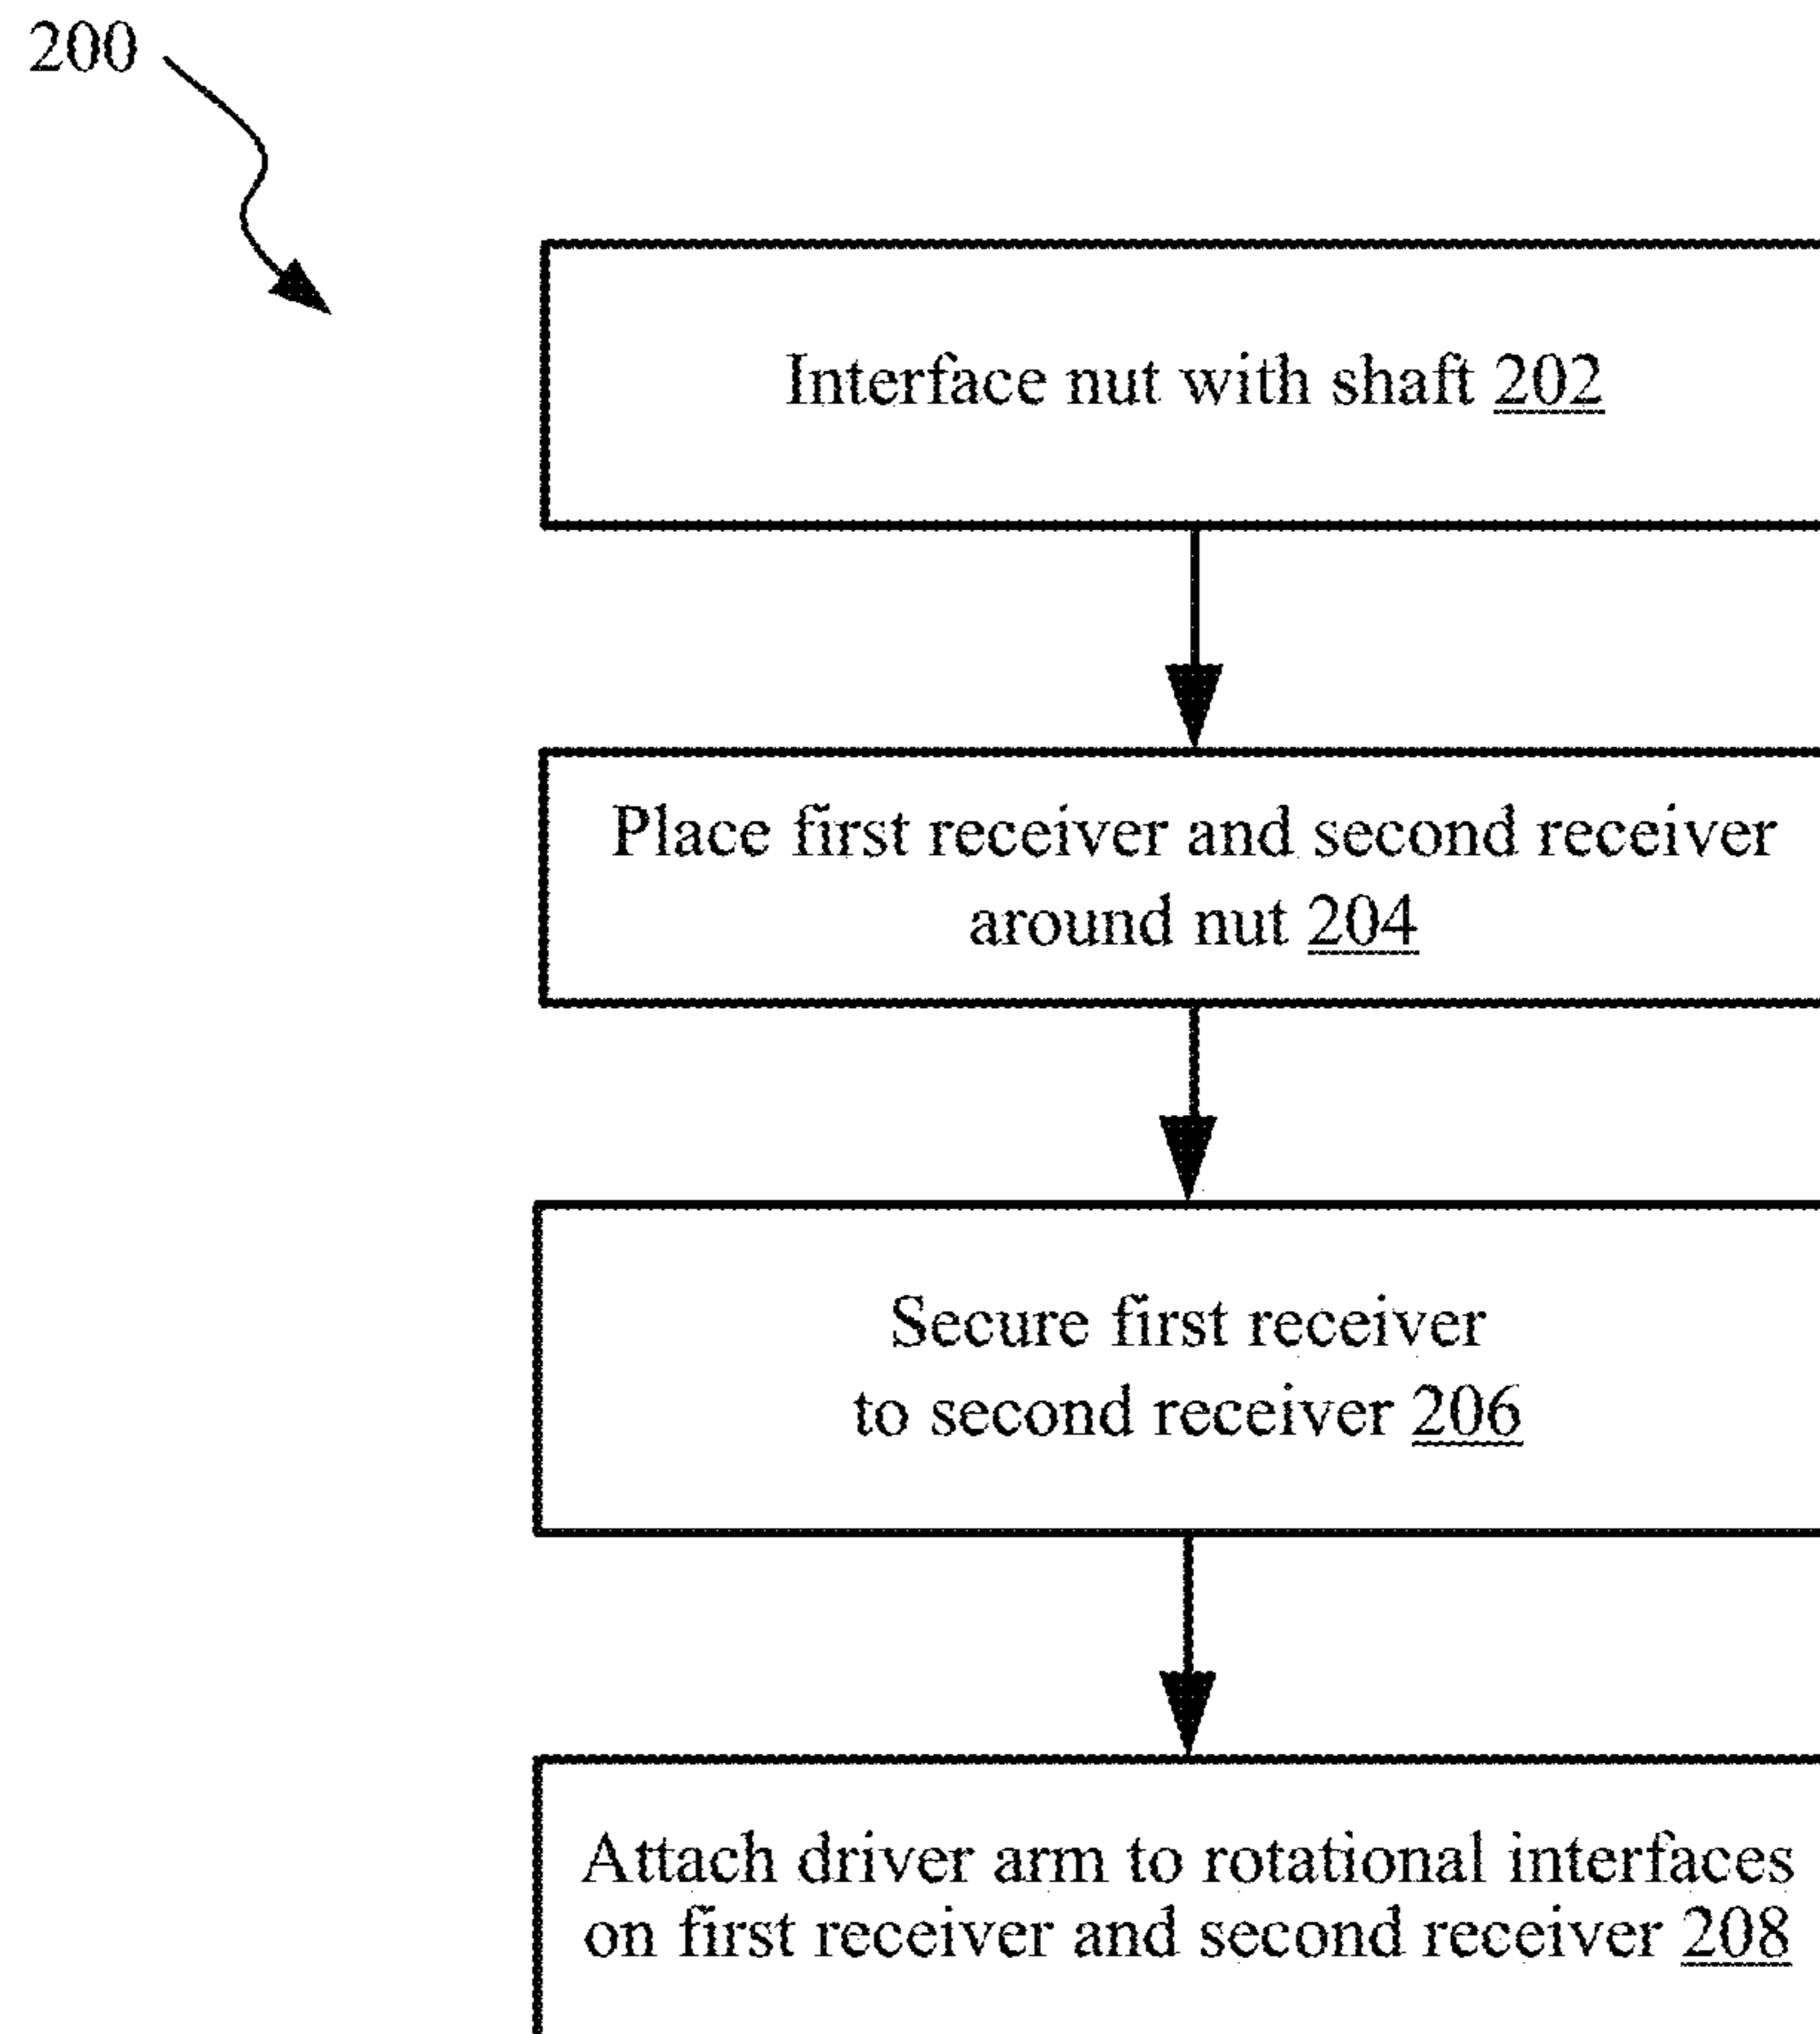 200
Interface nut with shaft 202
Place first receiver and second receiver
around nut 204
Secure first receiver
to second receiver 206
Attach driver arm to rotational interfaces
on first receiver and second receiver 208